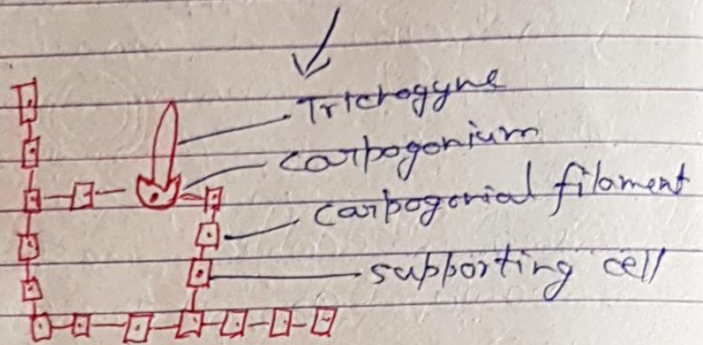 Trichogyne
carpogonium
carpogonial filament
supporting cell